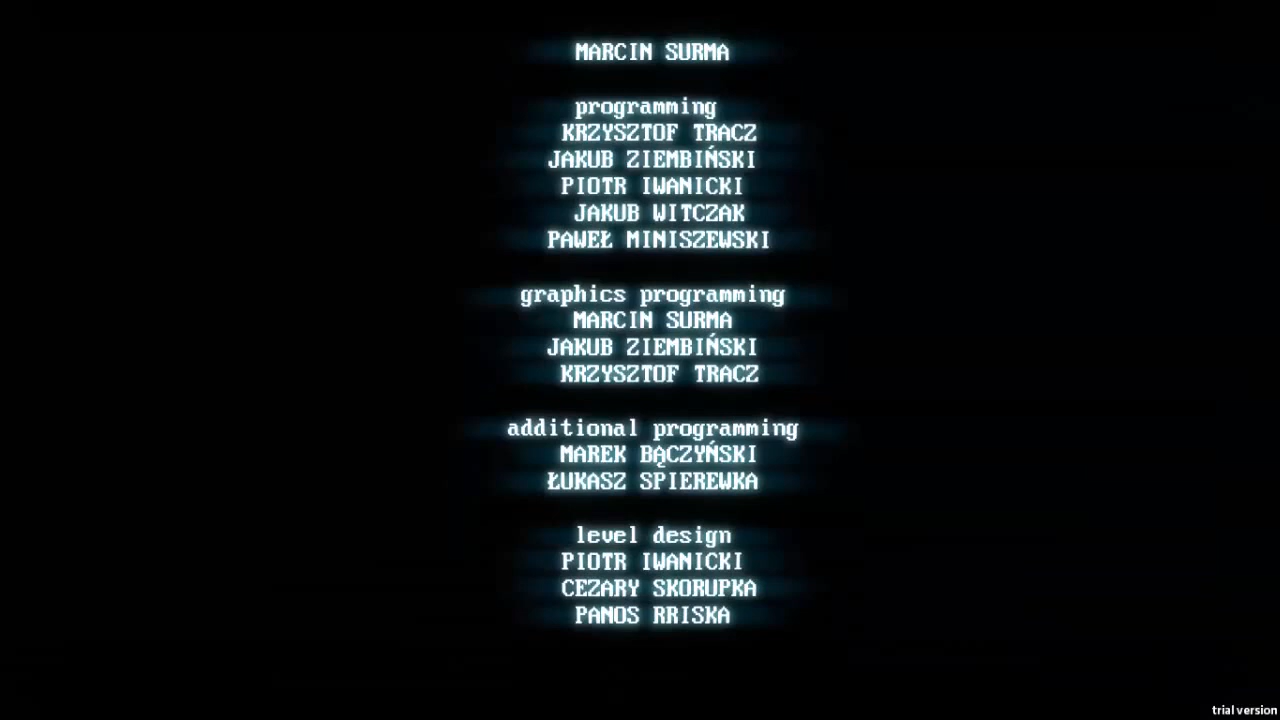 MARCIN SURMA
programming
KRZYSZTOF TRACZ
JAKUB ZIEMBIŃSKI
PIOTR IWANICKI
JAKUB WITCZAK
PAWEŁ MINISZEWSKI
graphics programming
MARCIN SURMA
JAKUB ZIEMBIŃSKI
KRZYSZTOF TRACZ
additional programming
MAREK BĄCZYŃSKI
ŁUKASZ SPIEREWKA
level design
PIOTR IWANICKI
CEZARY SKORUPKA
PANOS RRISKA
trial version